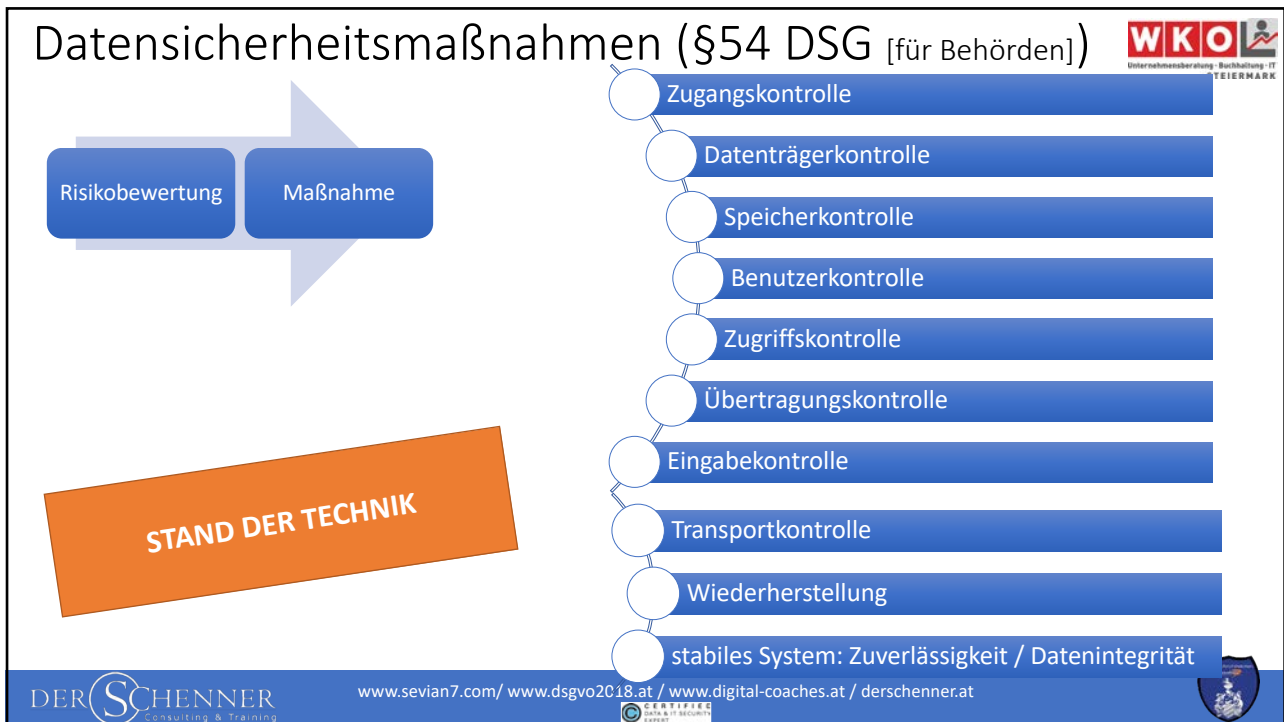 Datensicherheitsmaßnahmen (§54 DSG [für Behörden])
WKO
Unternehmensberatung · Buchhaltung · IT
STEIERMARK
Risikobewertung
Maßnahme
STAND DER TECHNIK
Zugangskontrolle
Datenträgerkontrolle
Speicherkontrolle
Benutzerkontrolle
Zugriffskontrolle
Übertragungskontrolle
Eingabekontrolle
Transportkontrolle
Wiederherstellung
stabiles System: Zuverlässigkeit / Datenintegrität
DER SCHENNER
Consulting & Training
www.sevian7.com/ www.dsgvo2018.at / www.digital-coaches.at / derschenner.at
CERTIFIED
DATA & IT SECURITY
EXPERT